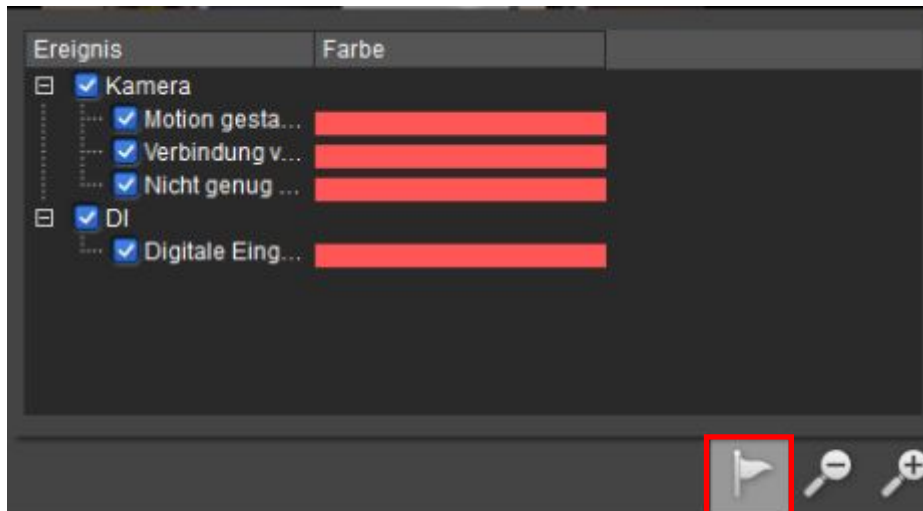 Ereignis Farbe
Kamera
Motion gesta...
Verbindung v...
Nicht genug ...
DI
Digitale Eing...